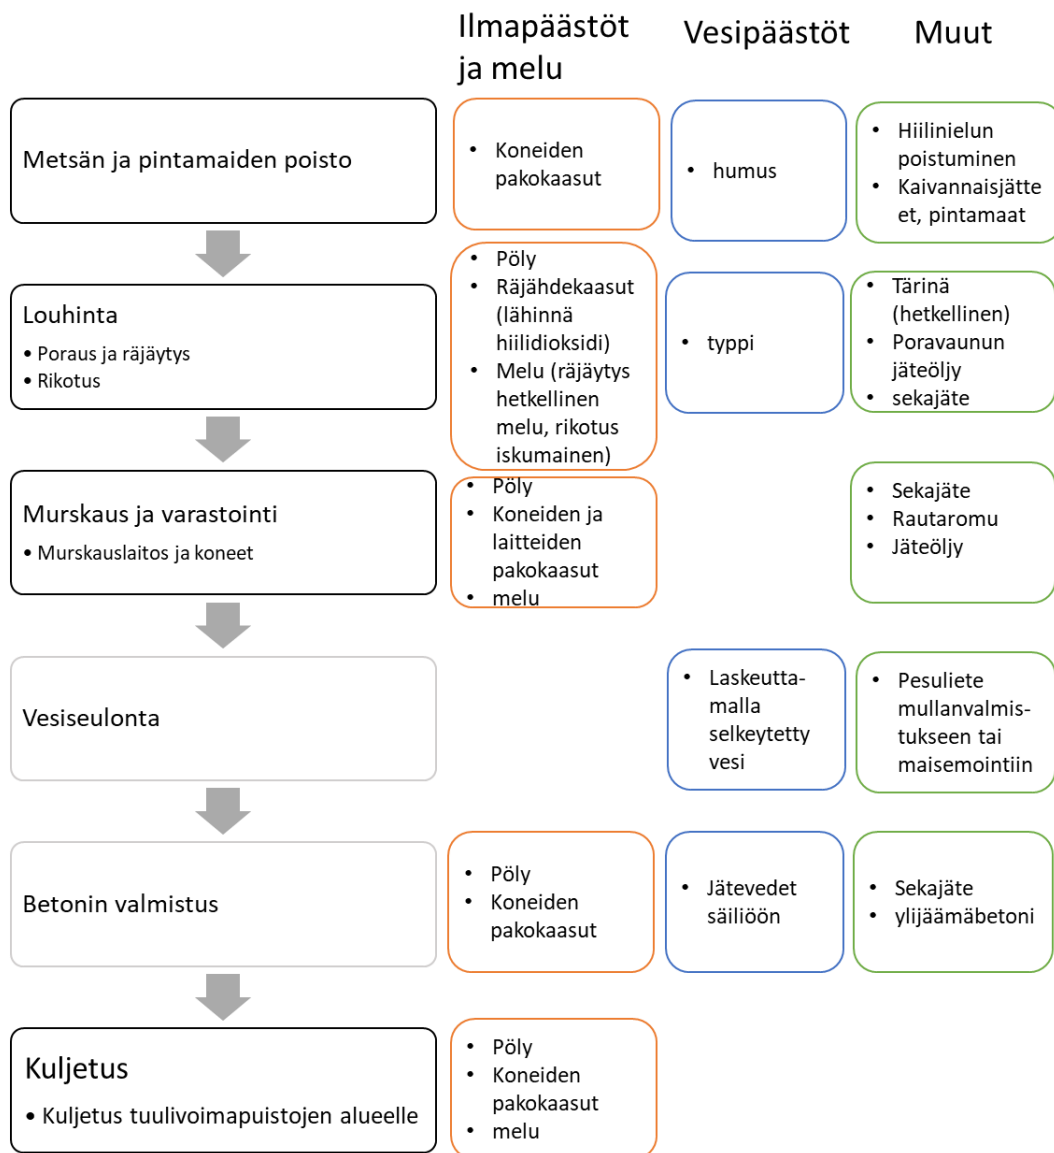 Ilmapäästöt
ja melu
Vesipäästöt
Muut
Metsän ja pintamaiden poisto
• Koneiden
pakokaasut
• humus
• Hiilinielun
poistuminen
• Kaivannaisjätte
et, pintamaat
Louhinta
• Poraus ja räjäytys
• Rikotus
• Pöly
• Räjähdekaasut
(lähinnä
hiilidioksidi)
• Melu (räjäytys
hetkellinen
melu, rikotus
iskumainen)
• typpi
• Tärinä
(hetkellinen)
• Poravaunun
jäteöljy
• sekajäte
Murskaus ja varastointi
• Murskauslaitos ja koneet
• Pöly
• Koneiden ja
laitteiden
pakokaasut
• melu
• Sekajäte
• Rautaromu
• Jäteöljy
Vesiseulonta
• Laskeutta-
malla
selkeytetty
vesi
• Pesuliete
mullanvalmis-
tukseen tai
maisemointiin
Betonin valmistus
• Pöly
• Koneiden
pakokaasut
• Jätevedet
säiliöön
• Sekajäte
• ylijäämäbetoni
Kuljetus
• Kuljetus tuulivoimapuistojen alueelle
• Pöly
• Koneiden
pakokaasut
• melu